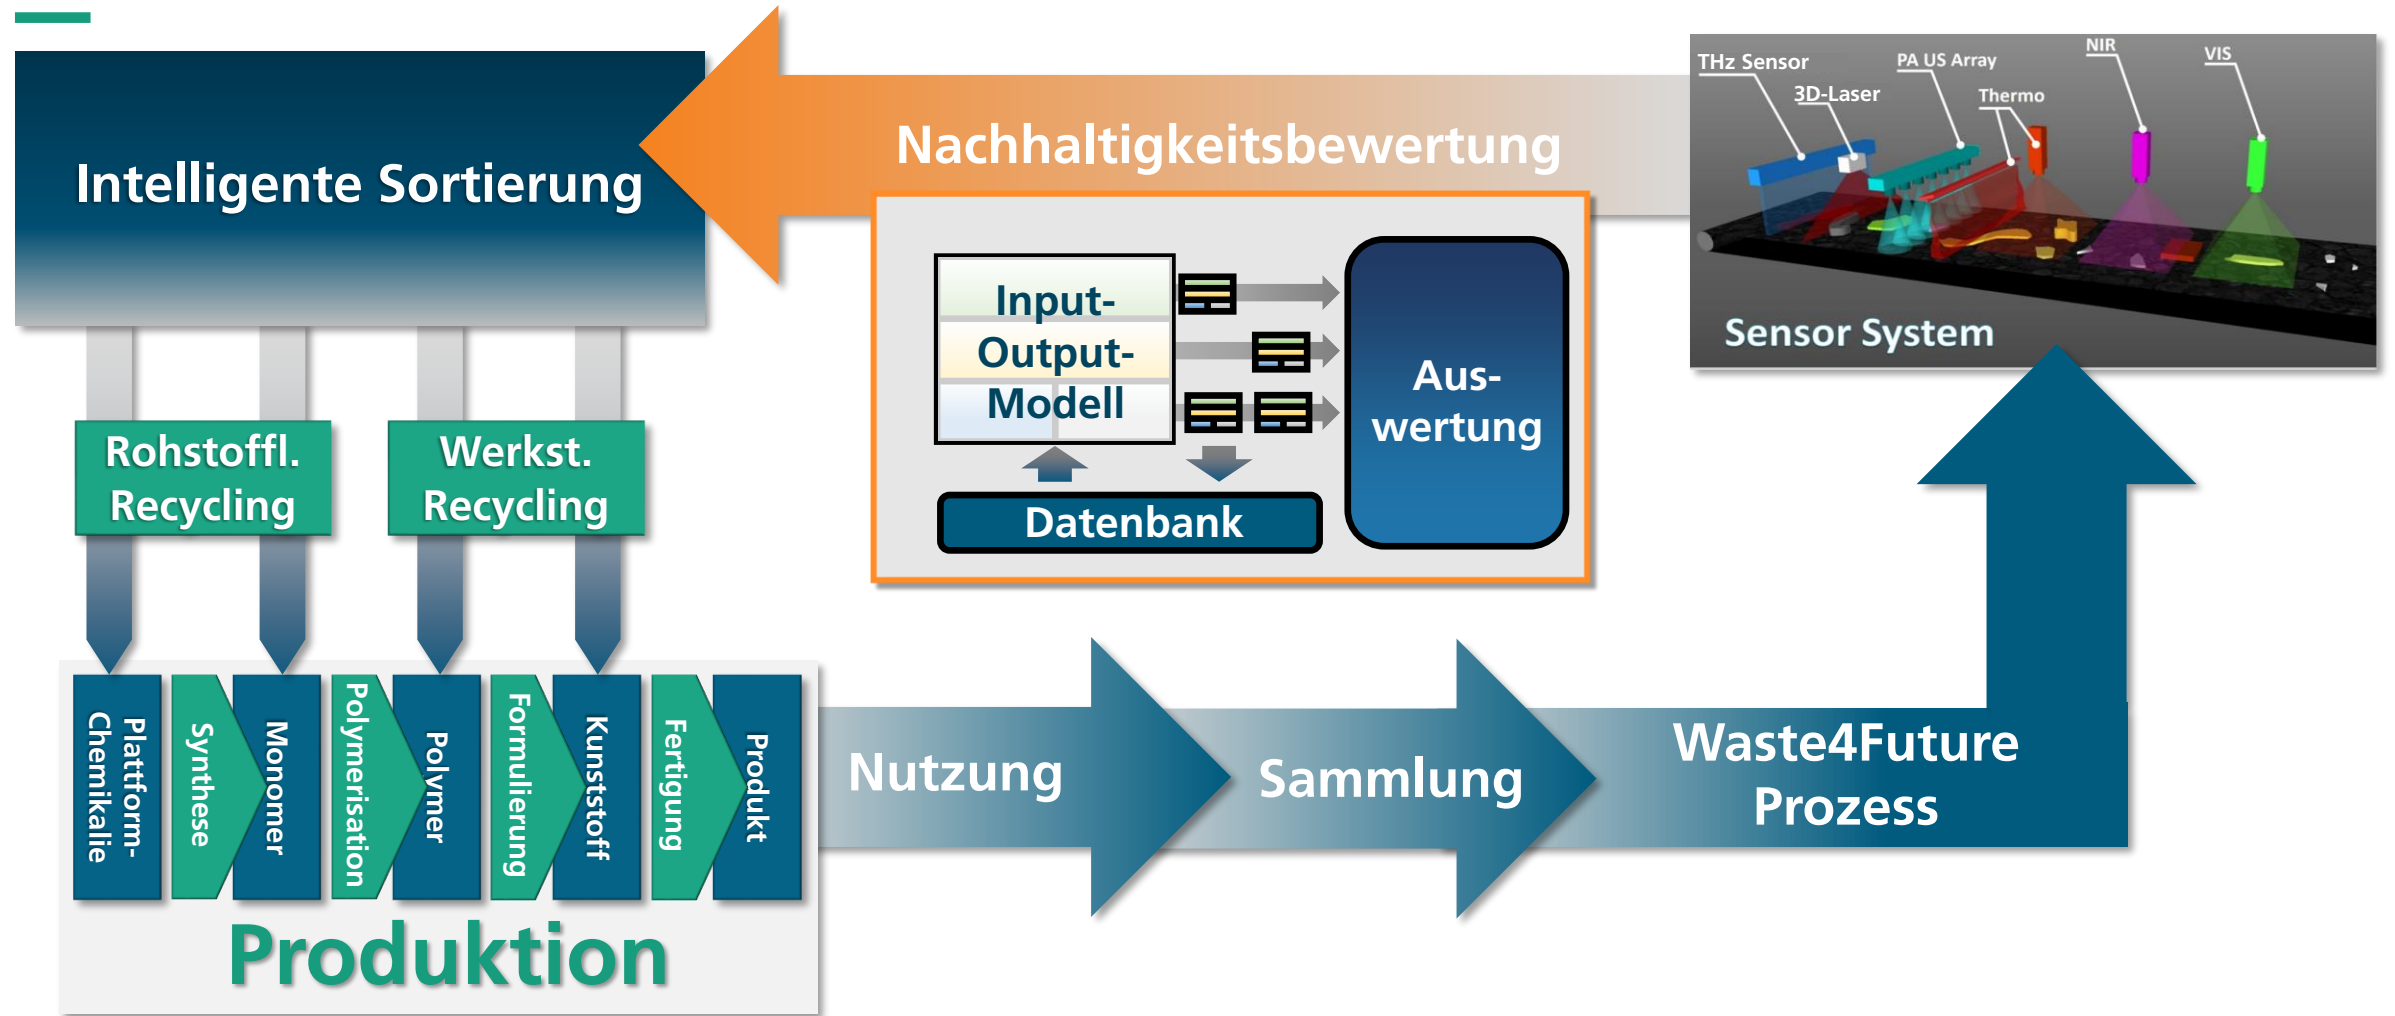 Intelligente Sortierung
Nachhaltigkeitsbewertung
THz Sensor
3D-Laser
PA US Array
Thermo
NIR
VIS
Sensor System
Input-
Output-
Modell
Aus-
wertung
Datenbank
Rohstoffl.
Recycling
Werkst.
Recycling
Plattform-
Chemikalie
Synthese
Monomer
Polymerisation
Polymer
Formulierung
Kunststoff
Fertigung
Produkt
Produktion
Nutzung
Sammlung
Waste4Future
Prozess